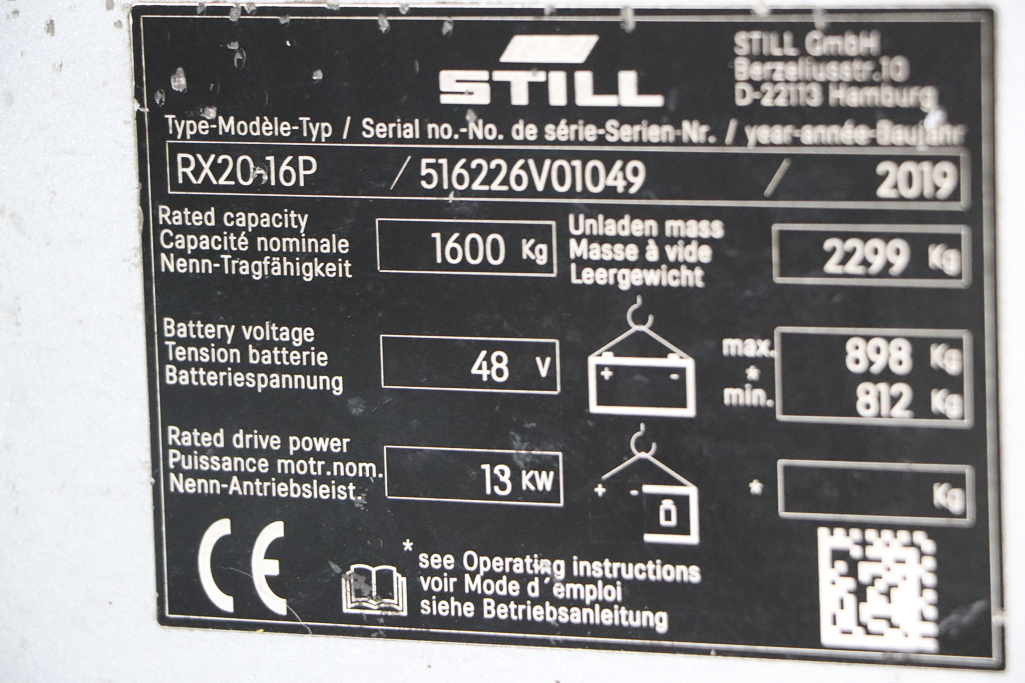 STILL
STILL GmbH
Berzeliusstr.10
D-22113 Hamburg
Type-Modèle-Typ / Serial no.-No. de série-Serien-Nr. / year-année-Baujahr
RX20-16P / 516226V01049 / 2019
Rated capacity
Capacité nominale
Nenn-Tragfähigkeit
1600 Kg
Unladen mass
Masse à vide
Leergewicht
2299 Kg
Battery voltage
Tension batterie
Batteriespannung
48 V
+ -
max. 898 Kg
*
min. 812 Kg
Rated drive power
Puissance motr.nom.
Nenn-Antriebsleist.
13 KW
+ -
* Kg
CE
* see Operating instructions
voir Mode d´emploi
siehe Betriebsanleitung